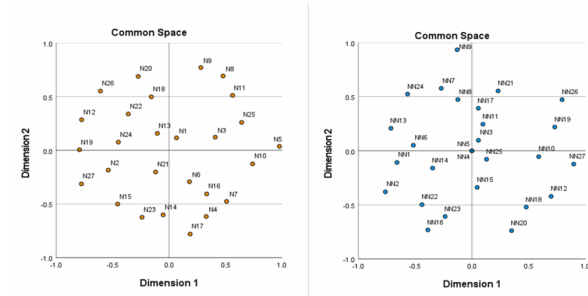 Common Space
1.0
N9
N20
N8
N26
N18
N11
0.5
N22
N12
N25
N13
N1
N3
N24
N5
N19
0.0
N10
N2
N21
N27
N6
N16
N15
N7
-0.5
N14
N23
N4
N17
-1.0
-1.0
-0.5
0.0
0.5
1.0
Dimension 2
Dimension 1
Common Space
1.0
NN9
NN7
NN21
NN24
NN8
NN26
0.5
NN17
NN11
NN13
NN19
NN3
NN6
NN5
0.0
NN4
NN25
NN10
NN1
NN14
NN27
NN2
NN15
NN12
NN22
NN18
-0.5
NN23
NN16
NN20
-1.0
-1.0
-0.5
0.0
0.5
1.0
Dimension 2
Dimension 1